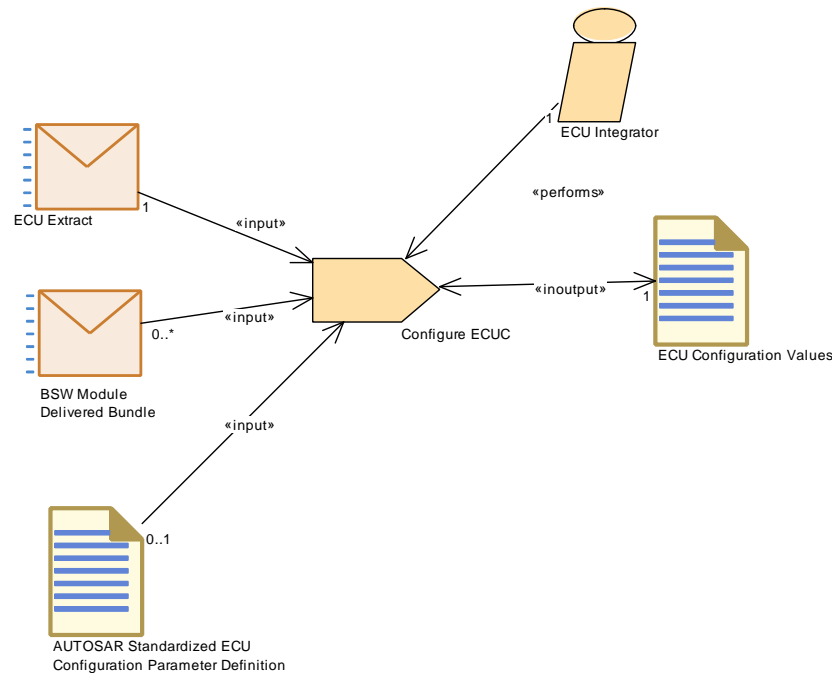 1
ECU Integrator
ECU Extract
1
«input»
«performs»
0..*
«input»
Configure ECUC
«inoutput»
1
ECU Configuration Values
BSW Module
Delivered Bundle
«input»
0..1
AUTOSAR Standardized ECU
Configuration Parameter Definition